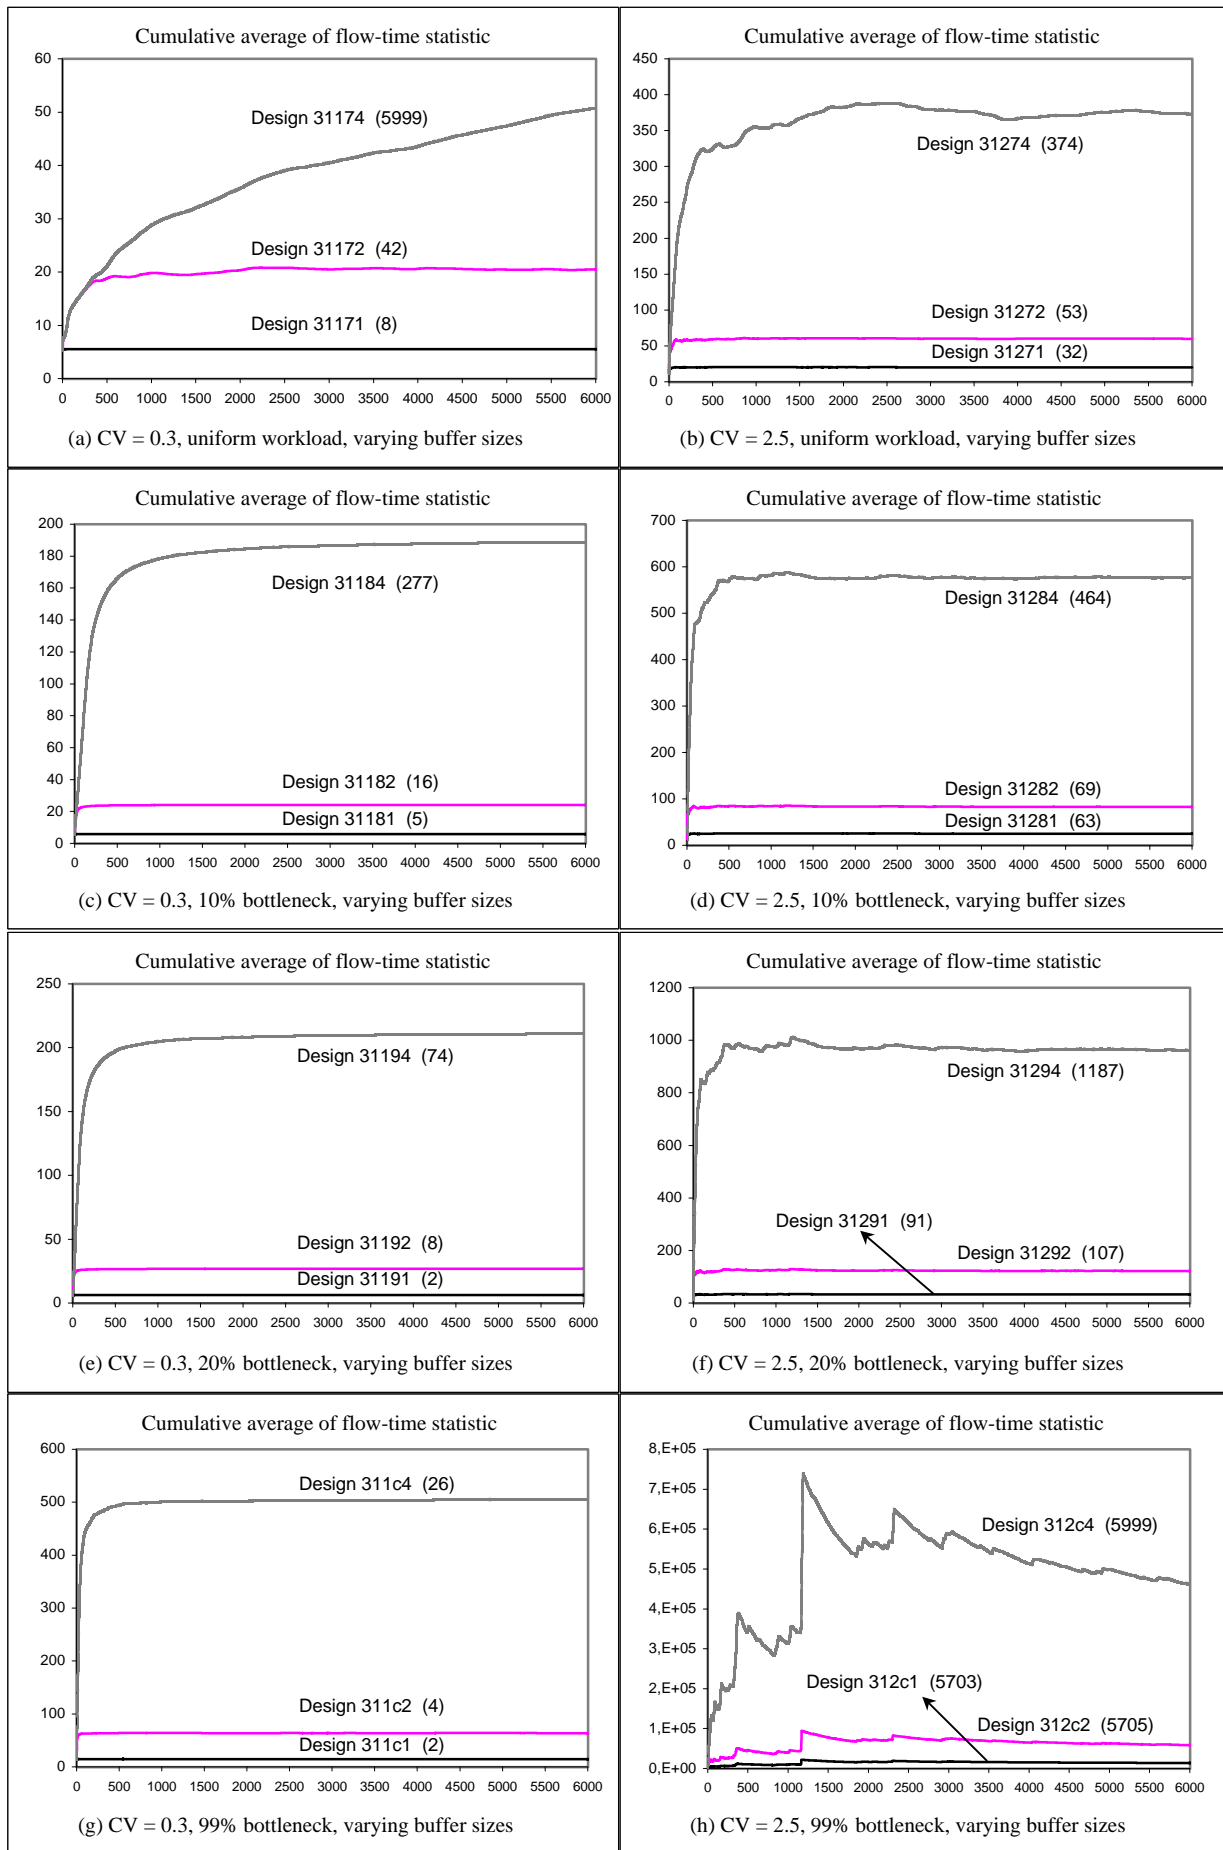 Cumulative average of flow-time statistic
60
50
40
30
20
10
0
Design 31174 (5999)
Design 31172 (42)
Design 31171 (8)
0 500 1000 1500 2000 2500 3000 3500 4000 4500 5000 5500 6000
(a) CV = 0.3, uniform workload, varying buffer sizes
Cumulative average of flow-time statistic
450
400
350
300
250
200
150
100
50
0
Design 31274 (374)
Design 31272 (53)
Design 31271 (32)
0 500 1000 1500 2000 2500 3000 3500 4000 4500 5000 5500 6000
(b) CV = 2.5, uniform workload, varying buffer sizes
Cumulative average of flow-time statistic
200
180
160
140
120
100
80
60
40
20
0
Design 31184 (277)
Design 31182 (16)
Design 31181 (5)
0 500 1000 1500 2000 2500 3000 3500 4000 4500 5000 5500 6000
(c) CV = 0.3, 10% bottleneck, varying buffer sizes
Cumulative average of flow-time statistic
700
600
500
400
300
200
100
0
Design 31284 (464)
Design 31282 (69)
Design 31281 (63)
0 500 1000 1500 2000 2500 3000 3500 4000 4500 5000 5500 6000
(d) CV = 2.5, 10% bottleneck, varying buffer sizes
Cumulative average of flow-time statistic
250
200
150
100
50
0
Design 31194 (74)
Design 31192 (8)
Design 31191 (2)
0 500 1000 1500 2000 2500 3000 3500 4000 4500 5000 5500 6000
(e) CV = 0.3, 20% bottleneck, varying buffer sizes
Cumulative average of flow-time statistic
1200
1000
800
600
400
200
0
Design 31294 (1187)
Design 31291 (91)
Design 31292 (107)
0 500 1000 1500 2000 2500 3000 3500 4000 4500 5000 5500 6000
(f) CV = 2.5, 20% bottleneck, varying buffer sizes
Cumulative average of flow-time statistic
600
500
400
300
200
100
0
Design 311c4 (26)
Design 311c2 (4)
Design 311c1 (2)
0 500 1000 1500 2000 2500 3000 3500 4000 4500 5000 5500 6000
(g) CV = 0.3, 99% bottleneck, varying buffer sizes
Cumulative average of flow-time statistic
8,E+05
7,E+05
6,E+05
5,E+05
4,E+05
3,E+05
2,E+05
1,E+05
0,E+00
Design 312c4 (5999)
Design 312c1 (5703)
Design 312c2 (5705)
0 500 1000 1500 2000 2500 3000 3500 4000 4500 5000 5500 6000
(h) CV = 2.5, 99% bottleneck, varying buffer sizes